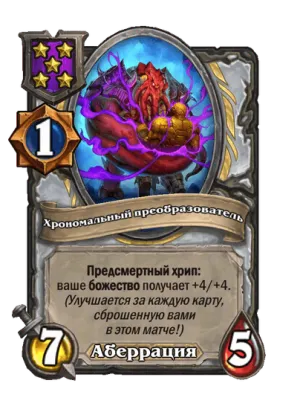 1
Хрономальный преобразователь
Предсмертный хрип:
ваше божество получает +4/+4.
(Улучшается за каждую карту,
сброшенную вами
в этом матче!)
7
Аберрация
5